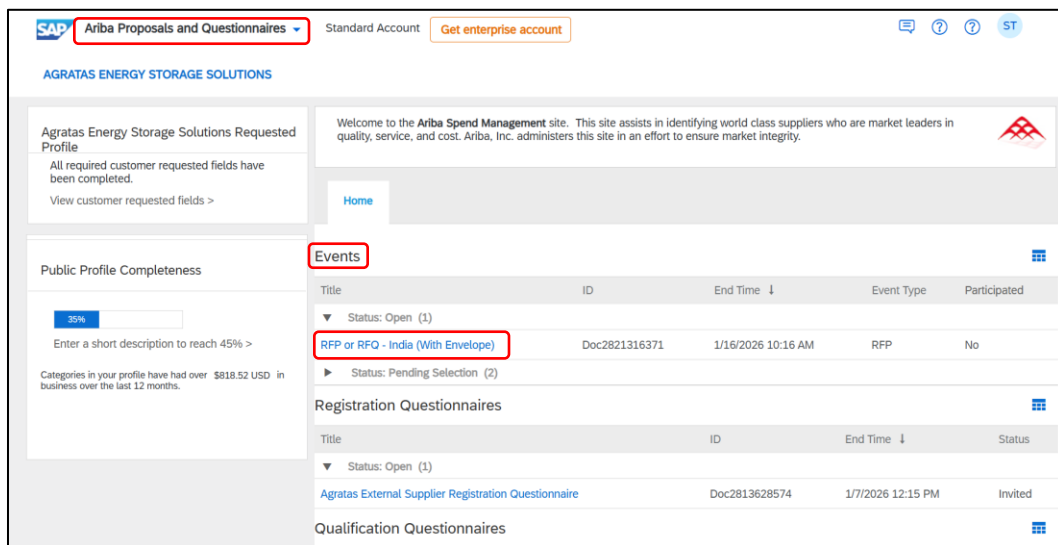 SAP Ariba Proposals and Questionnaires Standard Account Get enterprise account ST
AGRATAS ENERGY STORAGE SOLUTIONS
Agratas Energy Storage Solutions Requested
Profile
All required customer requested fields have
been completed.
View customer requested fields >
Public Profile Completeness
35%
Enter a short description to reach 45% >
Categories in your profile have had over $818.52 USD in
business over the last 12 months.
Welcome to the Ariba Spend Management site. This site assists in identifying world class suppliers who are market leaders in
quality, service, and cost. Ariba, Inc. administers this site in an effort to ensure market integrity.
Home
Events
Title ID End Time ↓ Event Type Participated
▼ Status: Open (1)
RFP or RFQ - India (With Envelope) Doc2821316371 1/16/2026 10:16 AM RFP No
► Status: Pending Selection (2)
Registration Questionnaires
Title ID End Time ↓ Status
▼ Status: Open (1)
Agratas External Supplier Registration Questionnaire Doc2813628574 1/7/2026 12:15 PM Invited
Qualification Questionnaires